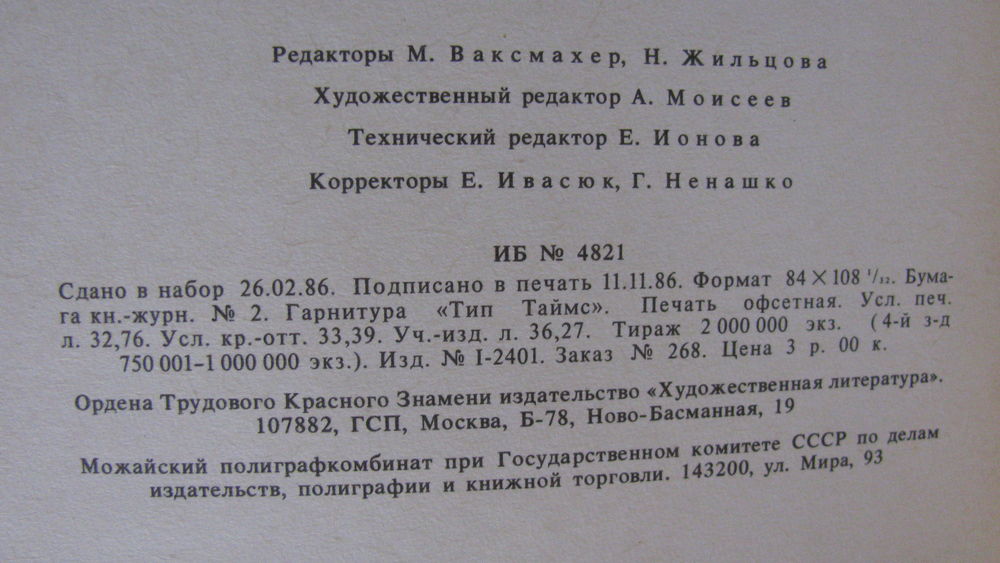 Редакторы М. Ваксмахер, Н. Жильцова
Художественный редактор А. Моисеев
Технический редактор Е. Ионова
Корректоры Е. Ивасюк, Г. Ненашко
ИБ № 4821
Сдано в набор 26.02.86. Подписано в печать 11.11.86. Формат 84×108 ¹/₃₂. Бума-
га кн.-журн. № 2. Гарнитура «Тип Таймс». Печать офсетная. Усл. печ.
л. 32,76. Усл. кр.-отт. 33,39. Уч.-изд. л. 36,27. Тираж 2 000 000 экз. (4-й з-д
750 001–1 000 000 экз.). Изд. № I-2401. Заказ № 268. Цена 3 р. 00 к.
Ордена Трудового Красного Знамени издательство «Художественная литература».
107882, ГСП, Москва, Б-78, Ново-Басманная, 19
Можайский полиграфкомбинат при Государственном комитете СССР по делам
издательств, полиграфии и книжной торговли. 143200, ул. Мира, 93